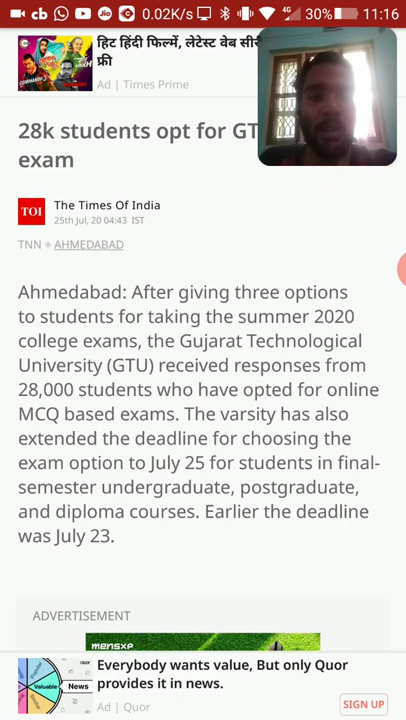 cb
Jio
0.02K/s
4G
30%
11:16
हिट हिंदी फिल्में, लेटेस्ट वेब
फ्री
Ad | Times Prime
28k students opt for
exam
TOI
The Times Of India
25th Jul, 20 04:43 IST
TNN
AHMEDABAD
Ahmedabad: After giving three options
to students for taking the summer 2020
college exams, the Gujarat Technological
University (GTU) received responses from
28,000 students who have opted for online
MCQ based exams. The varsity has also
extended the deadline for choosing the
exam option to July 25 for students in final-
semester undergraduate, postgraduate,
and diploma courses. Earlier the deadline
was July 23.
ADVERTISEMENT
mensxp
Everybody wants value, But only Quor
provides it in news.
Valuable
News
Ad | Quor
SIGN UP